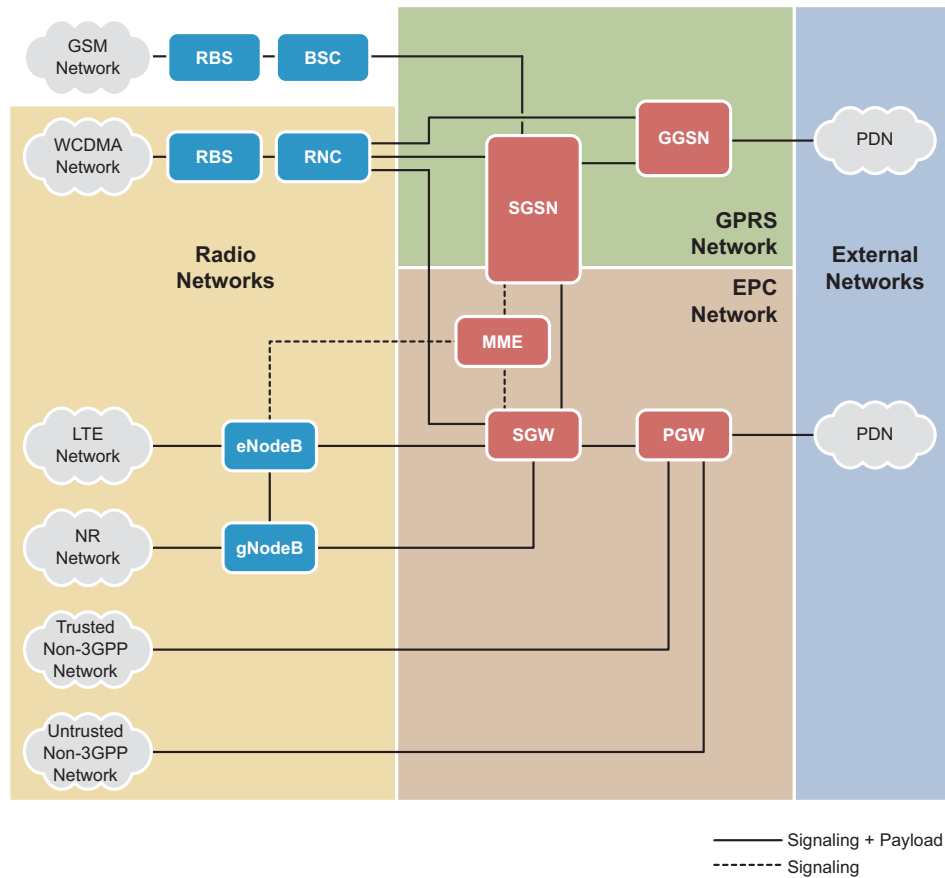 GSM
Network
RBS
BSC
WCDMA
Network
RBS
RNC
SGSN
GGSN
PDN
GPRS
Network
Radio
Networks
External
Networks
EPC
Network
MME
LTE
Network
eNodeB
SGW
PGW
PDN
NR
Network
gNodeB
Trusted
Non-3GPP
Network
Untrusted
Non-3GPP
Network
Signaling + Payload
Signaling